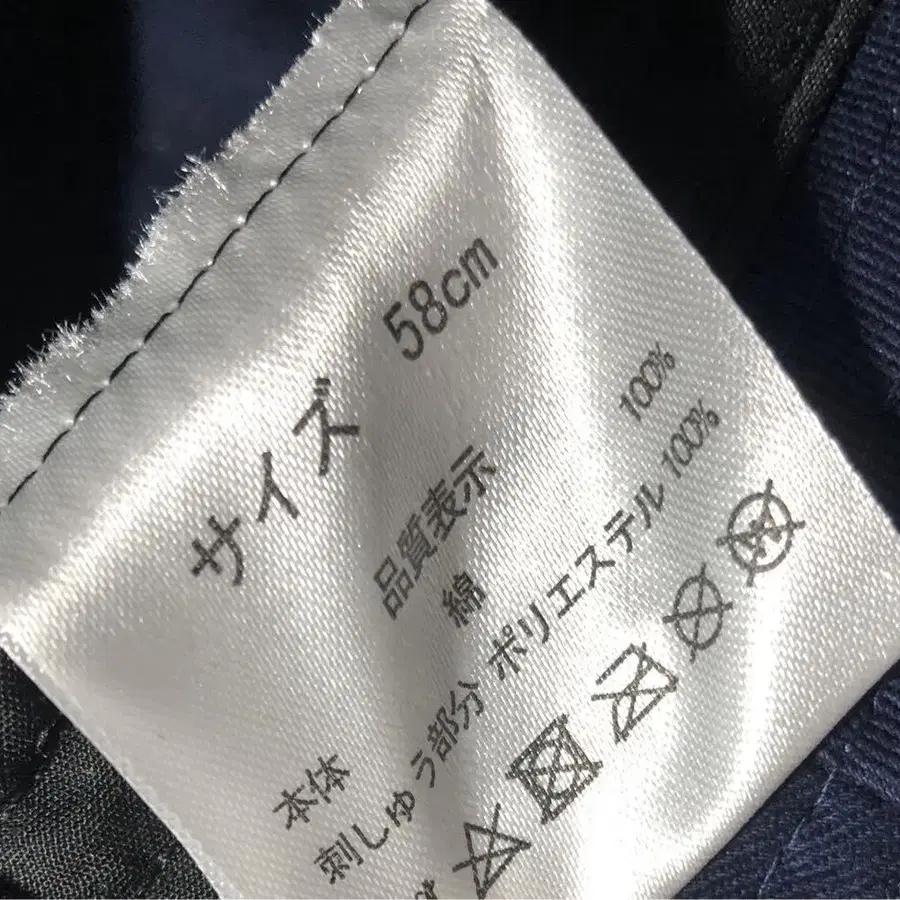 サイズ 58cm
品質表示
本体 綿 100%
刺しゅう部分 ポリエステル 100%